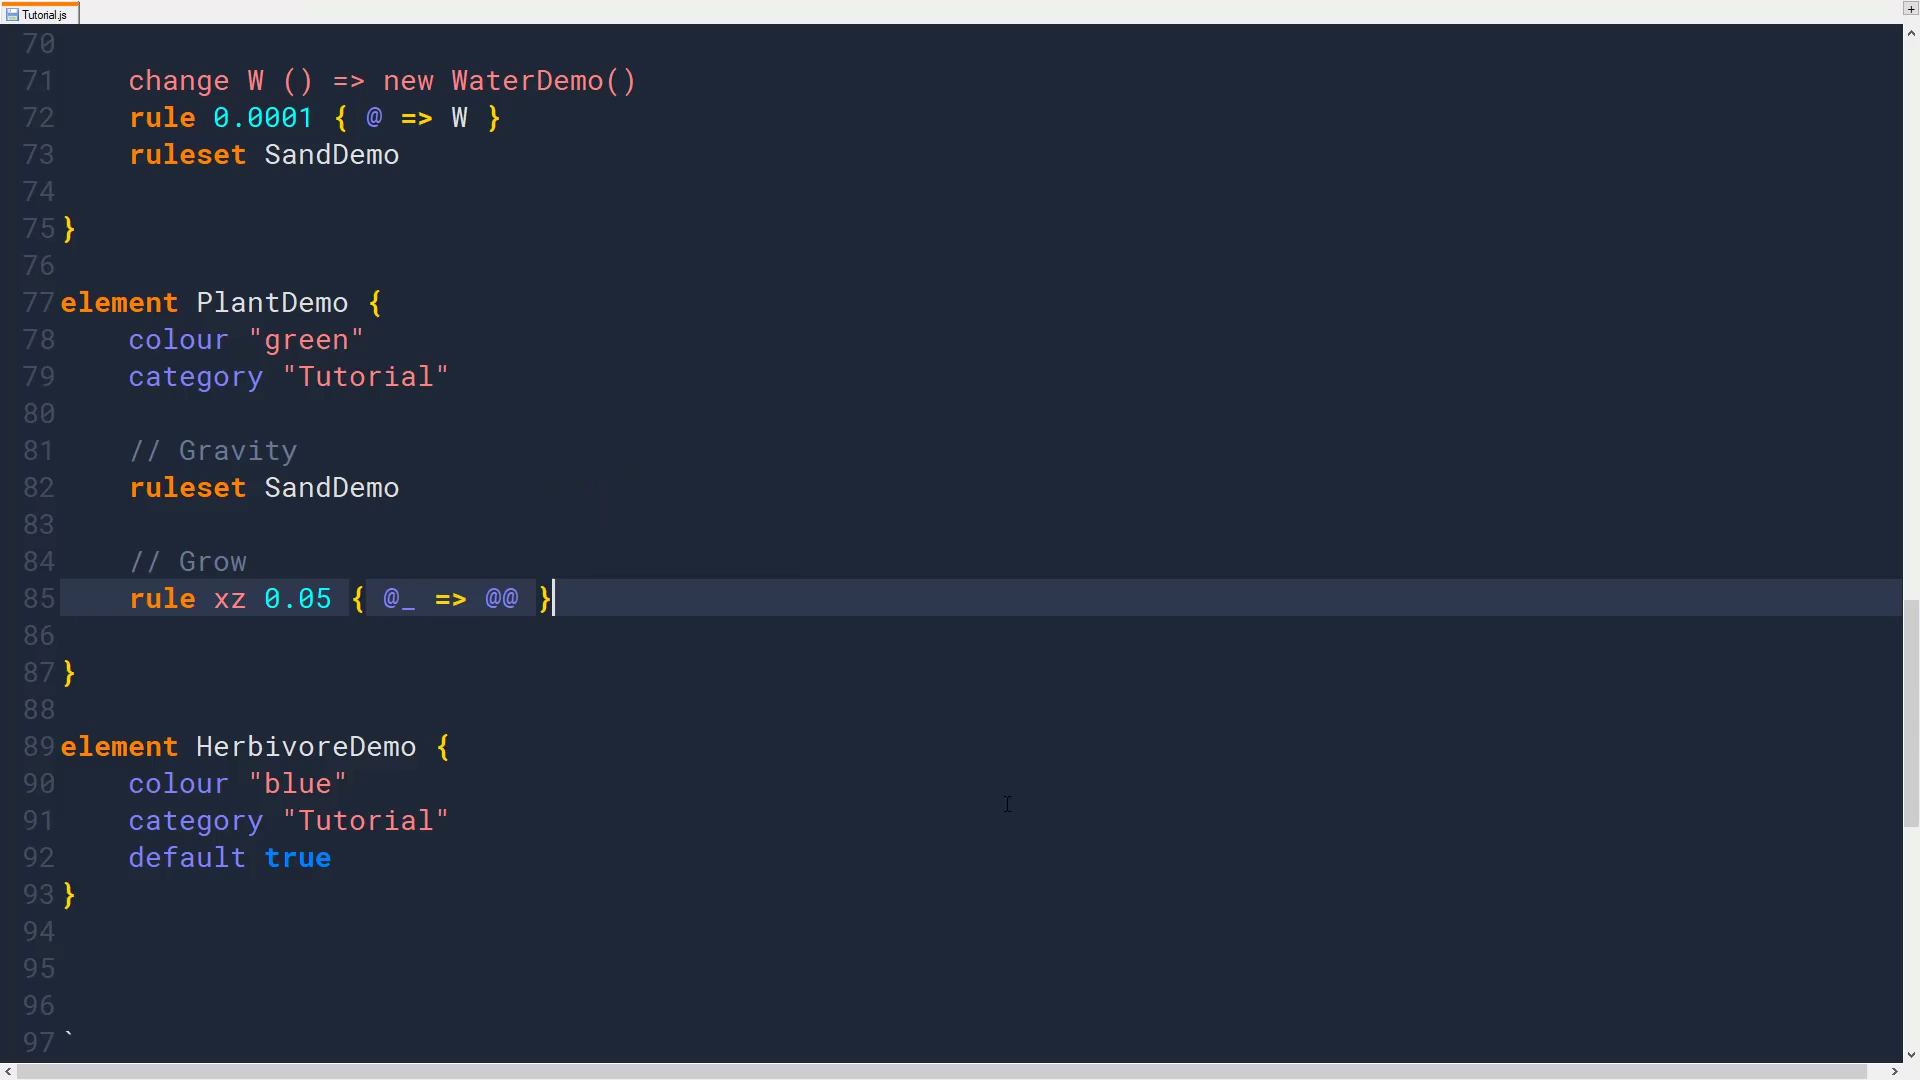 Tutorial.js
+
70
71 change W () => new WaterDemo()
72 rule 0.0001 { @ => W }
73 ruleset SandDemo
74
75 }
76
77 element PlantDemo {
78 colour "green"
79 category "Tutorial"
80
81 // Gravity
82 ruleset SandDemo
83
84 // Grow
85 rule xz 0.05 { @_ => @@ }
86
87 }
88
89 element HerbivoreDemo {
90 colour "blue"
91 category "Tutorial"
92 default true
93 }
94
95
96
97 `